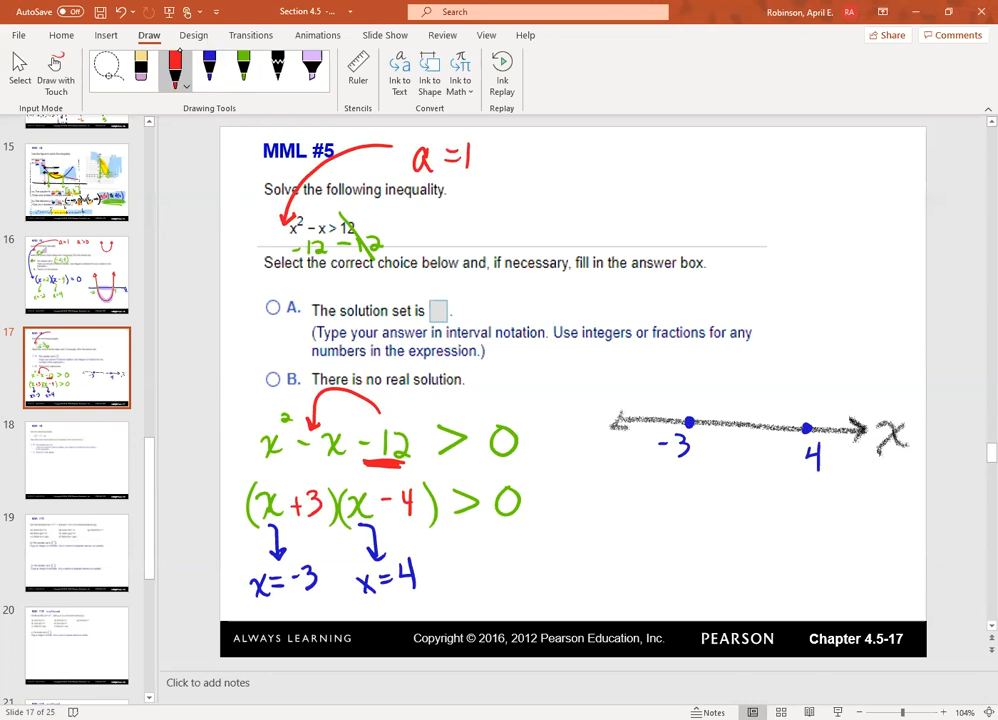 AutoSave Off
Section 4.5 - ...
Search
Robinson, April E. RA
File Home Insert Draw Design Transitions Animations Slide Show Review View Help
Share Comments
Select
Draw with Touch
Ruler
Ink to Text
Ink to Shape
Ink to Math
Ink Replay
Input Mode Drawing Tools Stencils Convert Replay
15
16
17
18
19
20
21
MML #5
a = 1
Solve the following inequality.
x² − x > 12
-12 -12
Select the correct choice below and, if necessary, fill in the answer box.
A. The solution set is .
(Type your answer in interval notation. Use integers or fractions for any
numbers in the expression.)
B. There is no real solution.
x² - x - 12 > 0
(x + 3)(x - 4) > 0
x = -3 x = 4
-3 4 x
ALWAYS LEARNING Copyright © 2016, 2012 Pearson Education, Inc. PEARSON Chapter 4.5-17
Click to add notes
Slide 17 of 25 Notes 104%